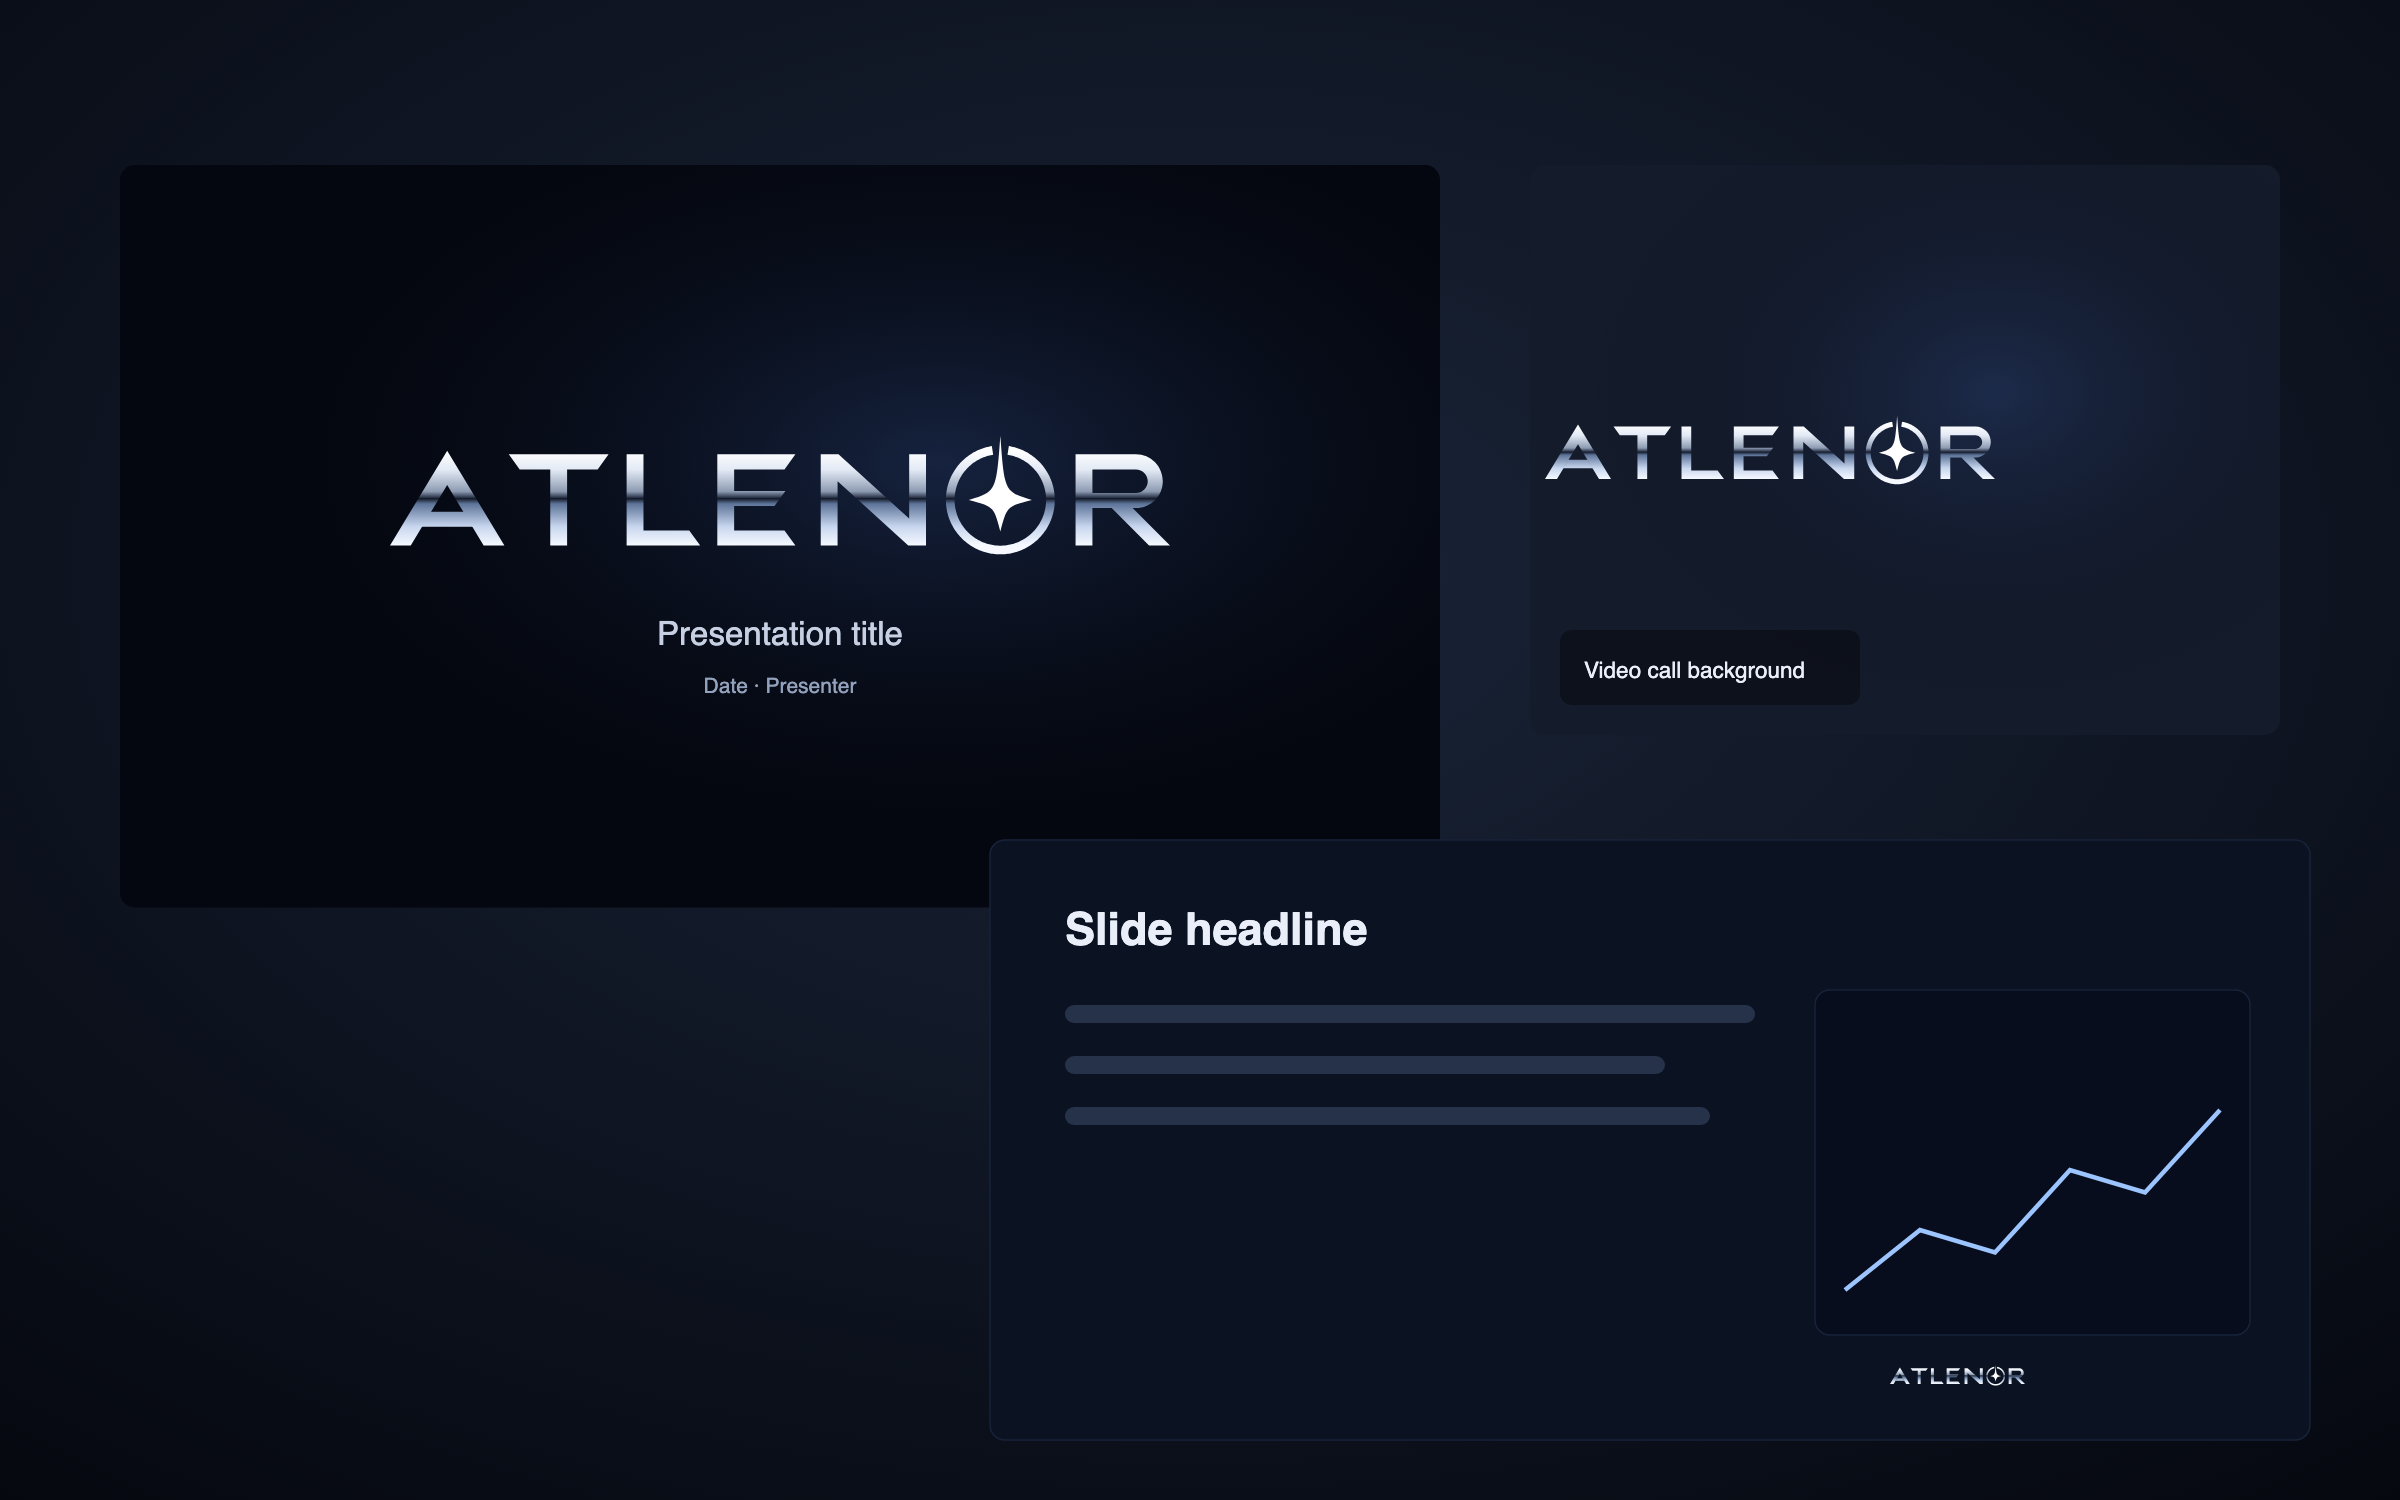 ATLENOR
Presentation title
Date · Presenter
ATLENOR
Video call background
Slide headline
ATLENOR